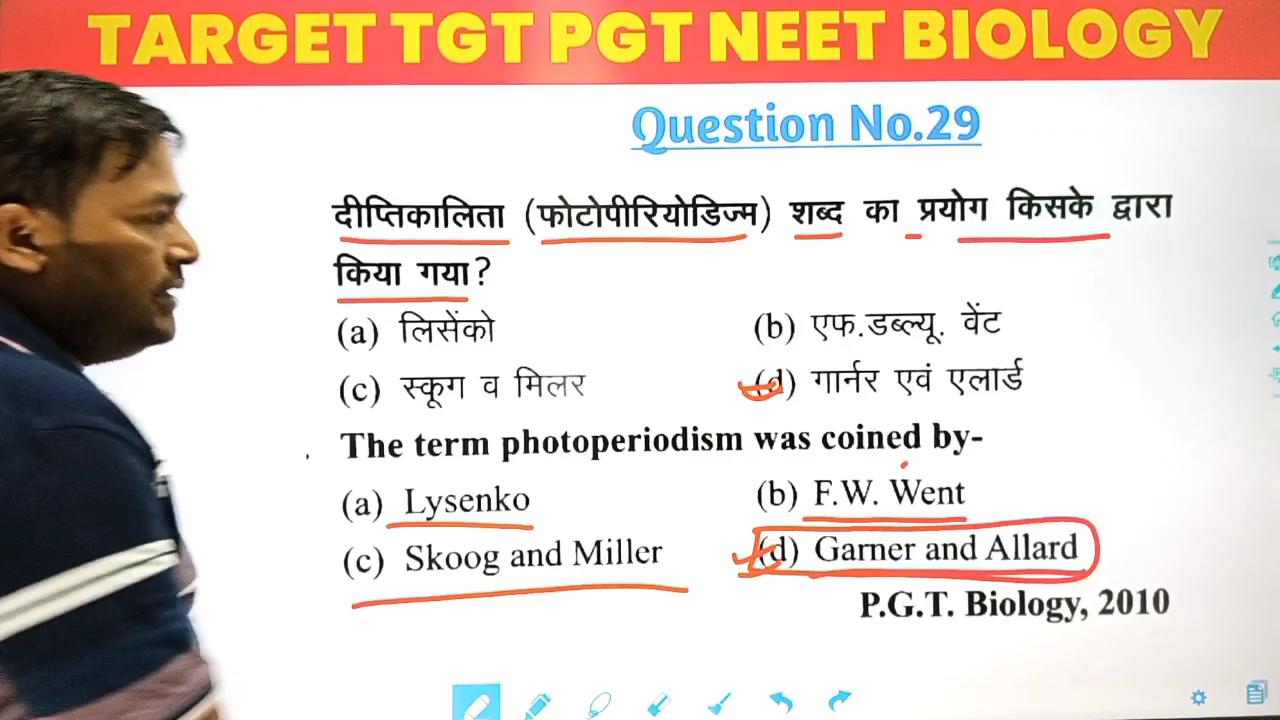 TARGET TGT PGT NEET BIOLOGY
Question No.29
दीप्तिकालिता (फोटोपीरियोडिज्म) शब्द का प्रयोग किसके द्वारा
किया गया?
(a) लिसेंको (b) एफ.डब्ल्यू. वेंट
(c) स्कूग व मिलर (d) गार्नर एवं एलार्ड
The term photoperiodism was coined by-
(a) Lysenko (b) F.W. Went
(c) Skoog and Miller (d) Garner and Allard
P.G.T. Biology, 2010